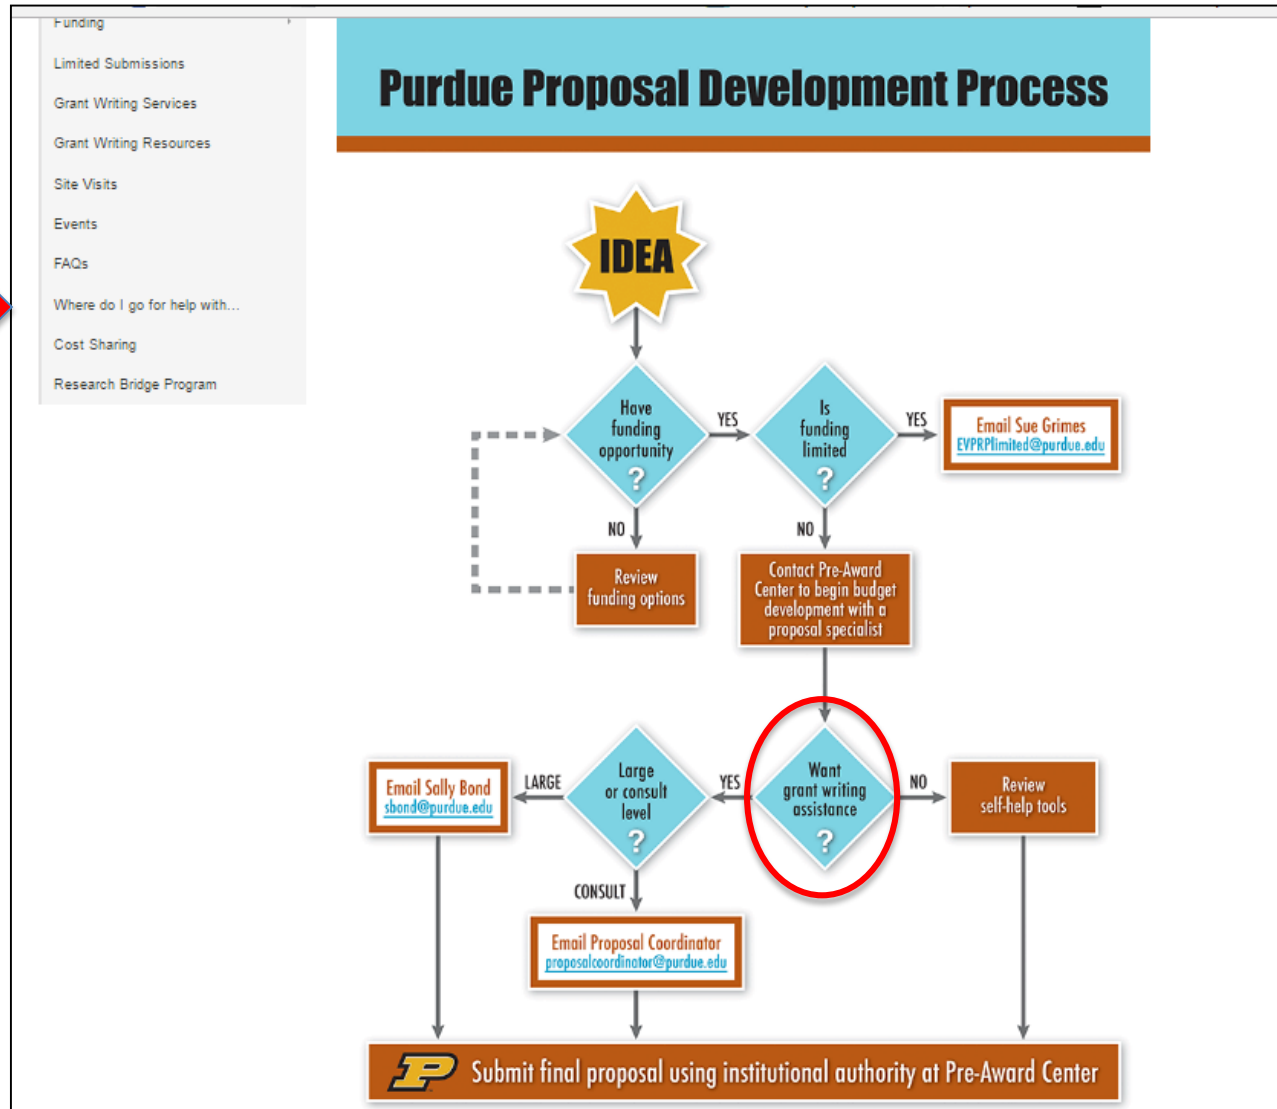 Funding
Limited Submissions
Grant Writing Services
Grant Writing Resources
Site Visits
Events
FAQs
Where do I go for help with...
Cost Sharing
Research Bridge Program
Purdue Proposal Development Process
IDEA
Have
funding
opportunity
?
YES
Is
funding
limited
?
YES
Email Sue Grimes
EVPRPlimited@purdue.edu
NO
NO
Review
funding options
Contact Pre-Award
Center to begin budget
development with a
proposal specialist
Want
grant writing
assistance
?
YES
NO
Large
or consult
level
?
LARGE
Email Sally Bond
sbond@purdue.edu
Review
self-help tools
CONSULT
Email Proposal Coordinator
proposalcoordinator@purdue.edu
P Submit final proposal using institutional authority at Pre-Award Center